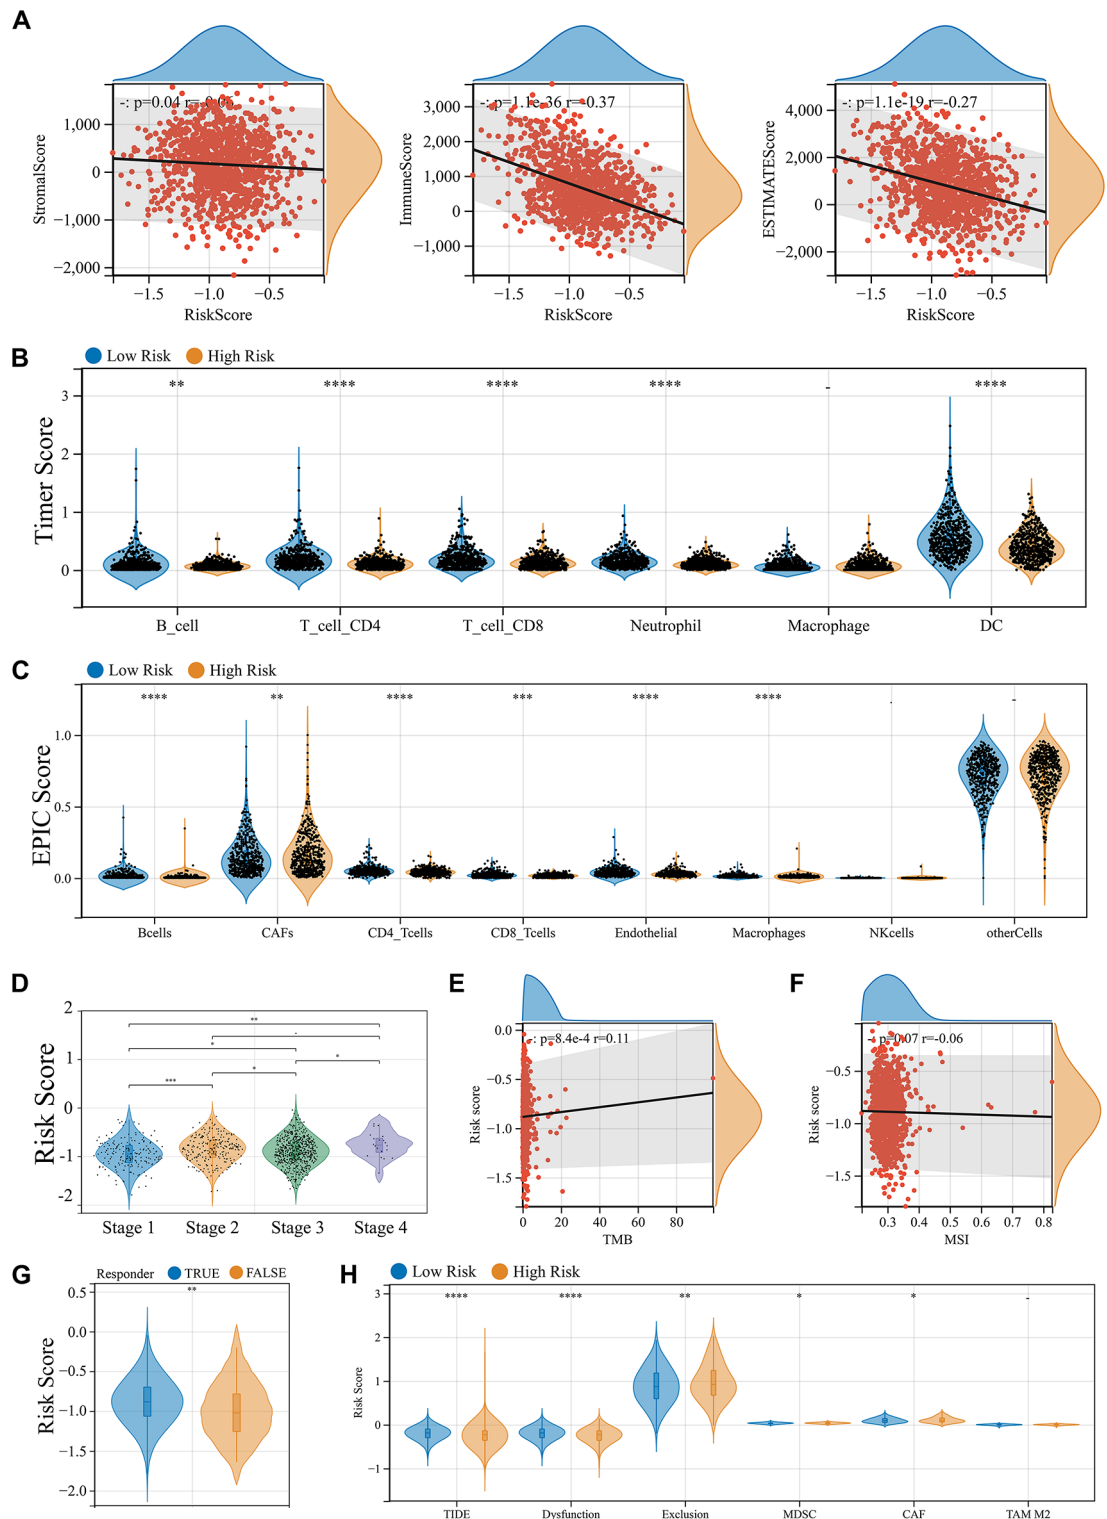 A
-: p=0.04 r=-0.06
StromalScore
1,000
0
−1,000
−2,000
−1.5 −1.0 −0.5
RiskScore
-: p=1.1e-36 r=-0.37
ImmuneScore
3,000
2,000
1,000
0
−1,000
−1.5 −1.0 −0.5
RiskScore
-: p=1.1e-19 r=-0.27
ESTIMATEScore
4,000
2,000
0
−2,000
−1.5 −1.0 −0.5
RiskScore
B
Low Risk High Risk
** **** **** **** - ****
Timer Score
3
2
1
0
B_cell T_cell_CD4 T_cell_CD8 Neutrophil Macrophage DC
C
Low Risk High Risk
**** ** **** *** **** **** - -
EPIC Score
1.0
0.5
0.0
Bcells CAFs CD4_Tcells CD8_Tcells Endothelial Macrophages NKcells otherCells
D
Risk Score
2
1
0
-1
-2
**
-
*
*
*
***
Stage 1 Stage 2 Stage 3 Stage 4
E
-: p=8.4e-4 r=0.11
Risk score
0.0
−0.5
−1.0
−1.5
0 20 40 60 80
TMB
F
-: p=0.07 r=-0.06
Risk score
−0.5
−1.0
−1.5
0.2 0.3 0.4 0.5 0.6 0.7 0.8
MSI
G
Responder TRUE FALSE
**
Risk Score
0.5
0.0
−0.5
−1.0
−1.5
−2.0
H
Low Risk High Risk
**** **** ** * * -
Risk Score
3
2
1
0
−1
TIDE Dysfunction Exclusion MDSC CAF TAM M2